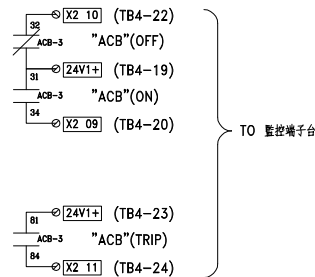 32 X2 10 (TB4-22)
ACB-3 "ACB"(OFF)
31 24V1+ (TB4-19)
ACB-3 "ACB"(ON)
34 X2 09 (TB4-20)
TO 監控端子台
81 24V1+ (TB4-23)
ACB-3 "ACB"(TRIP)
84 X2 11 (TB4-24)